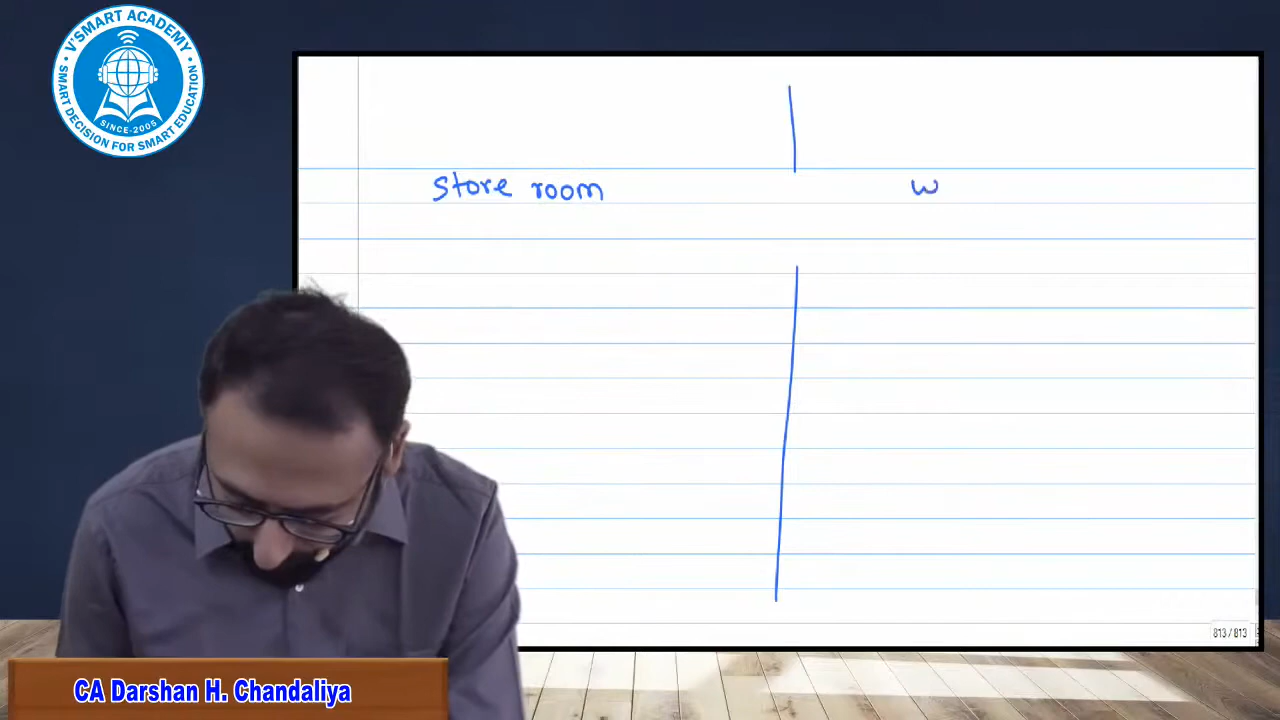 V'SMART ACADEMY
SINCE-2005
SMART DECISION FOR SMART EDUCATION
store room w
813 / 813
CA Darshan H. Chandaliya